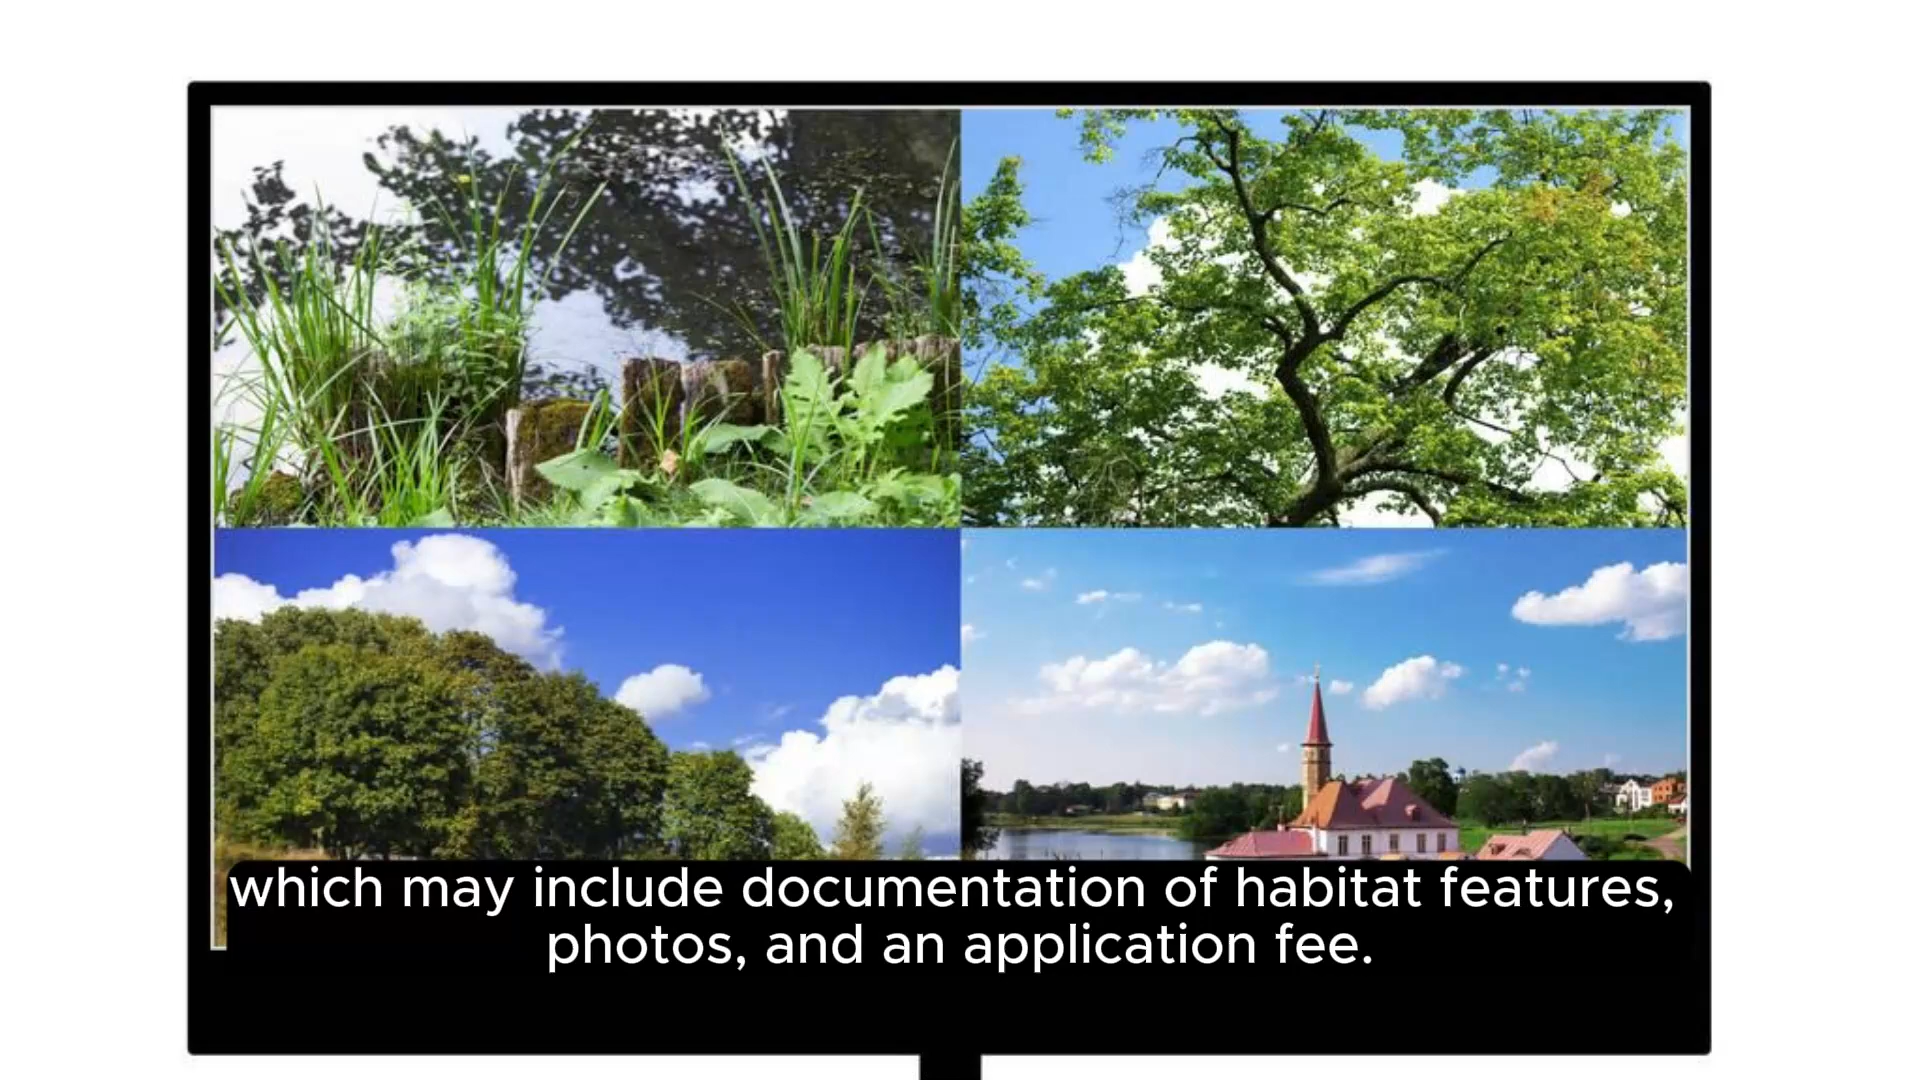 which may include documentation of habitat features,
photos, and an application fee.